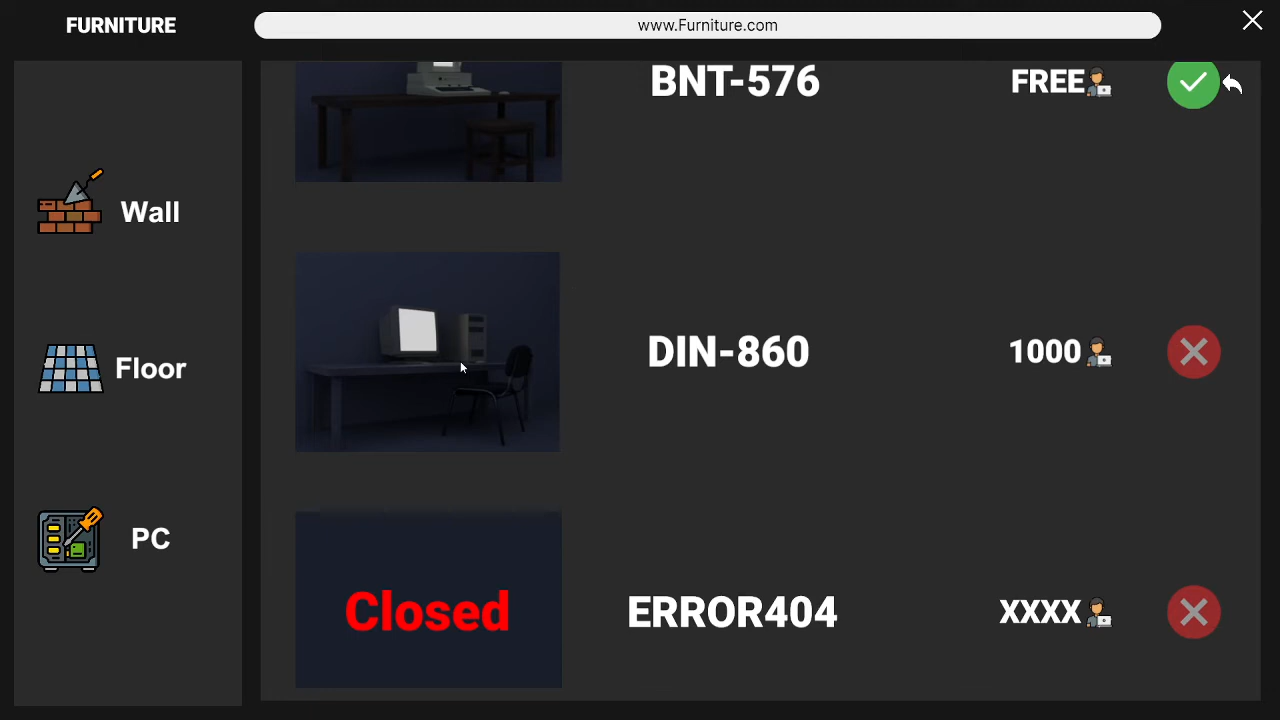 FURNITURE
www.Furniture.com
Wall
Floor
PC
BNT-576 FREE
DIN-860 1000
Closed ERROR404 XXXX